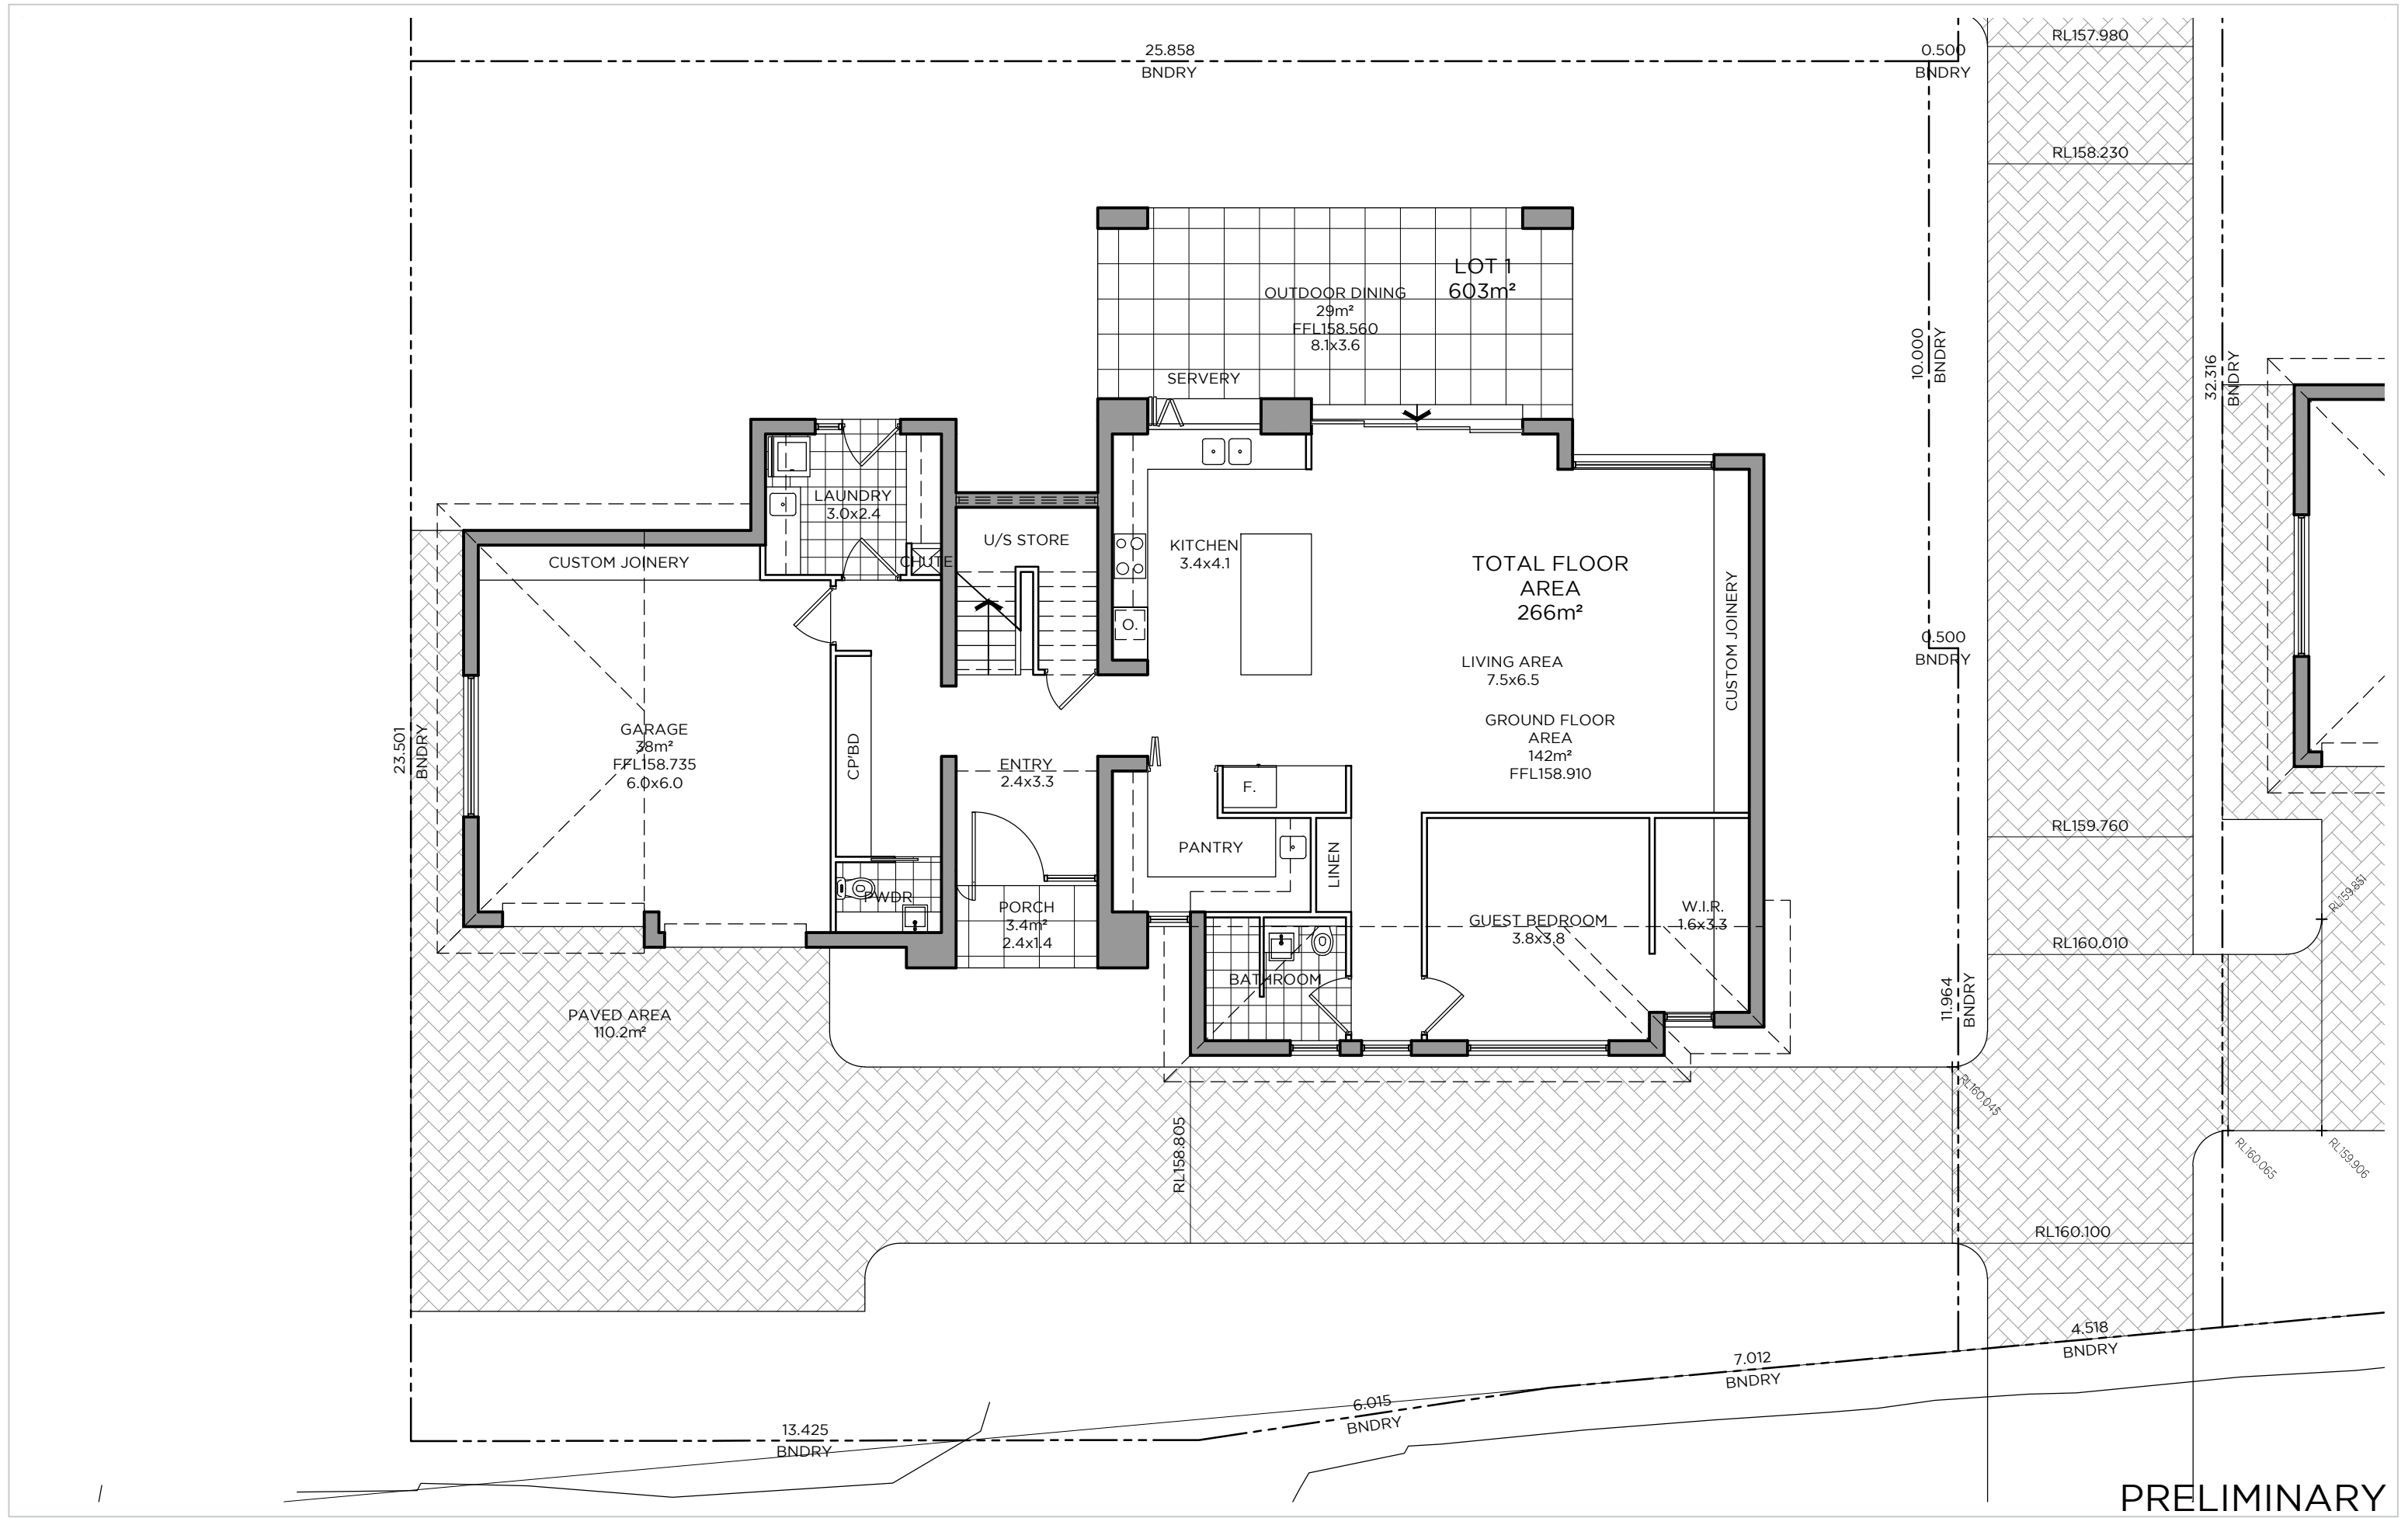 25.858
BNDRY
0.500
BNDRY
RL157.980
RL158.230
LOT 1
603m²
OUTDOOR DINING
29m²
FFL158.560
8.1x3.6
SERVERY
10.000
BNDRY
32.316
BNDRY
LAUNDRY
3.0x2.4
CHUTE
U/S STORE
CUSTOM JOINERY
KITCHEN
3.4x4.1
O.
TOTAL FLOOR
AREA
266m²
CUSTOM JOINERY
0.500
BNDRY
LIVING AREA
7.5x6.5
GROUND FLOOR
AREA
142m²
FFL158.910
23.501
BNDRY
GARAGE
38m²
FFL158.735
6.0x6.0
CP'BD
ENTRY
2.4x3.3
F.
PANTRY
LINEN
RL159.760
RL159.851
PWDR
PORCH
3.4m²
2.4x1.4
GUEST BEDROOM
3.8x3.8
W.I.R.
1.6x3.3
RL160.010
BATHROOM
11.964
BNDRY
PAVED AREA
110.2m²
RL160.045
RL158.805
RL160.065
RL159.906
RL160.100
4.518
BNDRY
7.012
BNDRY
6.015
BNDRY
13.425
BNDRY
PRELIMINARY